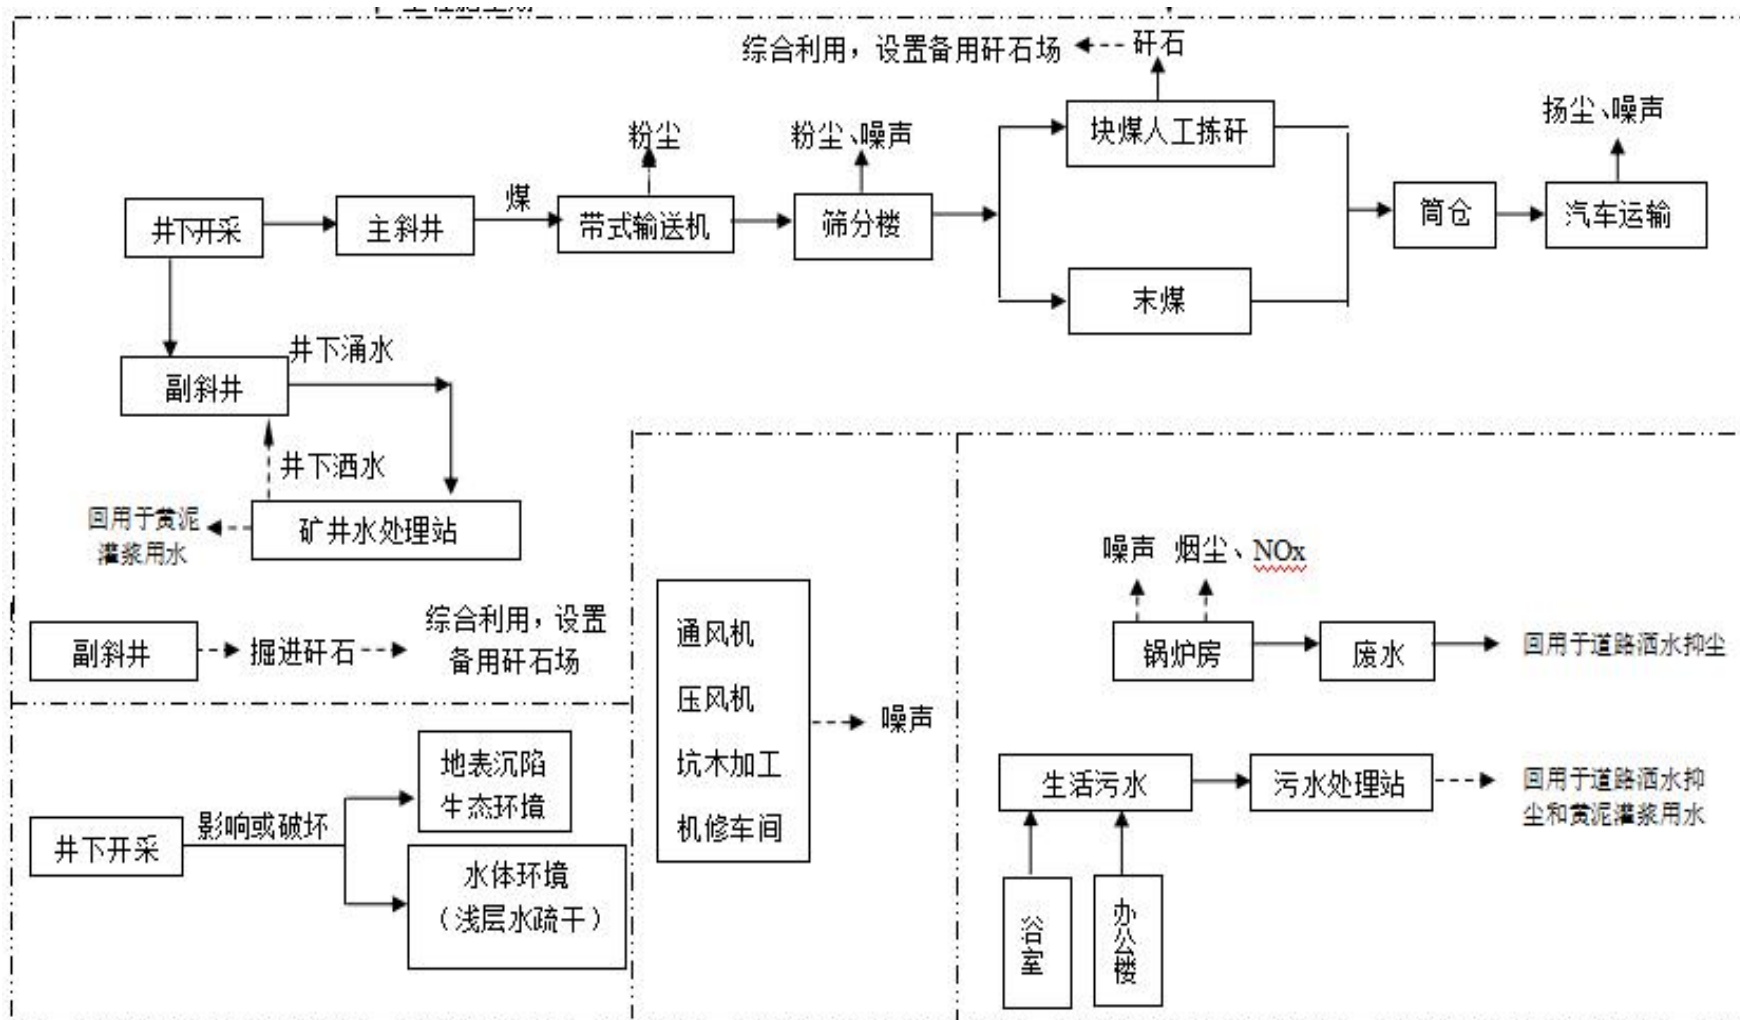 综合利用，设置备用矸石场
矸石
块煤人工拣矸
扬尘、噪声
粉尘
粉尘、噪声
井下开采
主斜井
煤
带式输送机
筛分楼
筒仓
汽车运输
末煤
副斜井
井下涌水
井下洒水
回用于黄泥
灌浆用水
矿井水处理站
副斜井
掘进矸石
综合利用，设置
备用矸石场
井下开采
影响或破坏
地表沉陷
生态环境
水体环境
（浅层水疏干）
通风机
压风机
坑木加工
机修车间
噪声
噪声
烟尘、NOx
锅炉房
废水
回用于道路洒水抑尘
生活污水
污水处理站
回用于道路洒水抑
尘和黄泥灌浆用水
浴室
办公楼